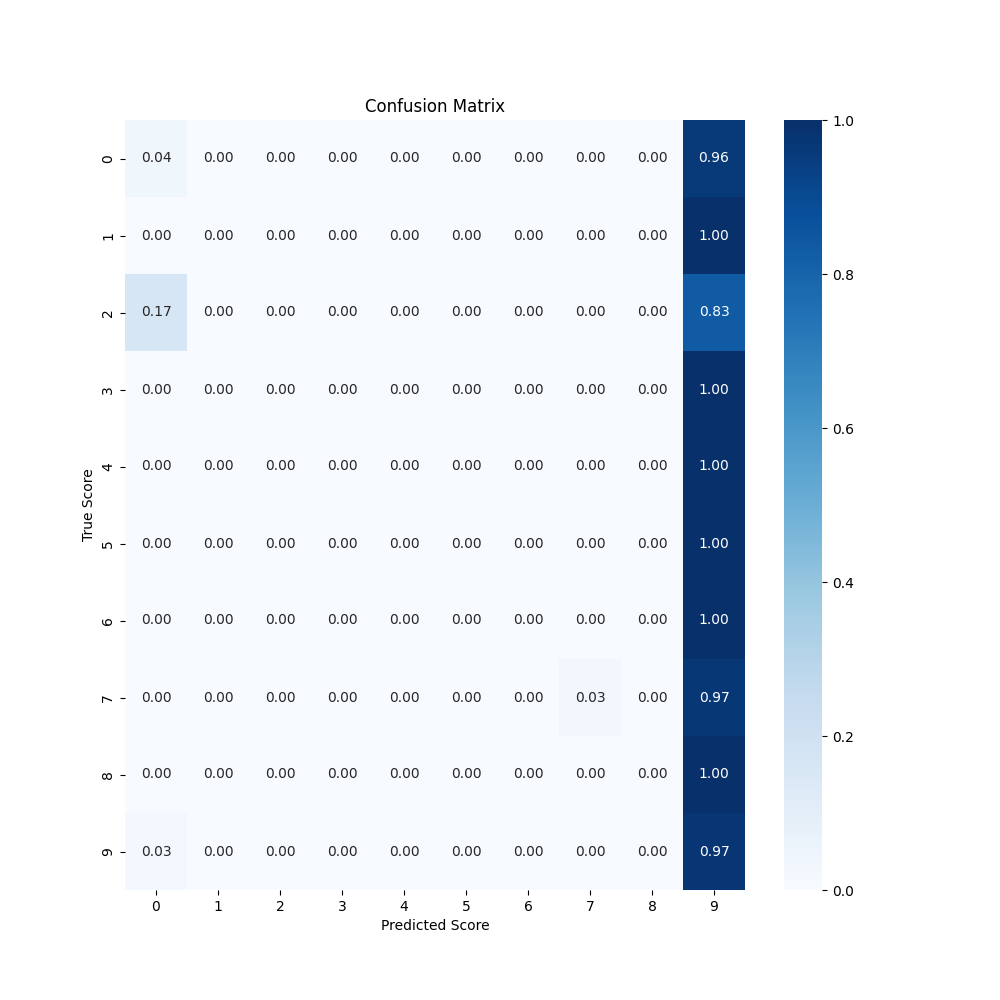 Confusion Matrix
0 0.04 0.00 0.00 0.00 0.00 0.00 0.00 0.00 0.00 0.96
1 0.00 0.00 0.00 0.00 0.00 0.00 0.00 0.00 0.00 1.00
2 0.17 0.00 0.00 0.00 0.00 0.00 0.00 0.00 0.00 0.83
3 0.00 0.00 0.00 0.00 0.00 0.00 0.00 0.00 0.00 1.00
4 0.00 0.00 0.00 0.00 0.00 0.00 0.00 0.00 0.00 1.00
5 0.00 0.00 0.00 0.00 0.00 0.00 0.00 0.00 0.00 1.00
6 0.00 0.00 0.00 0.00 0.00 0.00 0.00 0.00 0.00 1.00
7 0.00 0.00 0.00 0.00 0.00 0.00 0.00 0.03 0.00 0.97
8 0.00 0.00 0.00 0.00 0.00 0.00 0.00 0.00 0.00 1.00
9 0.03 0.00 0.00 0.00 0.00 0.00 0.00 0.00 0.00 0.97
0 1 2 3 4 5 6 7 8 9
Predicted Score
True Score
1.0
0.8
0.6
0.4
0.2
0.0